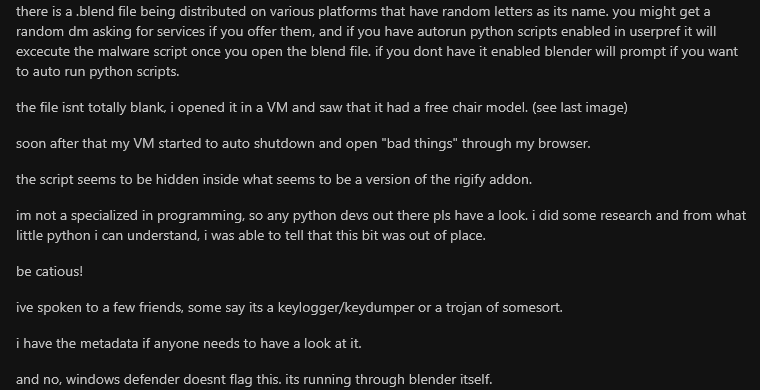 there is a .blend file being distributed on various platforms that have random letters as its name. you might get a
random dm asking for services if you offer them, and if you have autorun python scripts enabled in userpref it will
excecute the malware script once you open the blend file. if you dont have it enabled blender will prompt if you want
to auto run python scripts.
the file isnt totally blank, i opened it in a VM and saw that it had a free chair model. (see last image)
soon after that my VM started to auto shutdown and open "bad things" through my browser.
the script seems to be hidden inside what seems to be a version of the rigify addon.
im not a specialized in programming, so any python devs out there pls have a look. i did some research and from what
little python i can understand, i was able to tell that this bit was out of place.
be catious!
ive spoken to a few friends, some say its a keylogger/keydumper or a trojan of somesort.
i have the metadata if anyone needs to have a look at it.
and no, windows defender doesnt flag this. its running through blender itself.